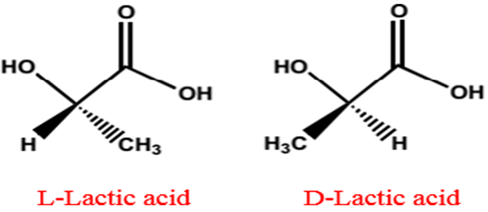 O O
HO HO
OH OH
H CH3 H3C H
L-Lactic acid D-Lactic acid